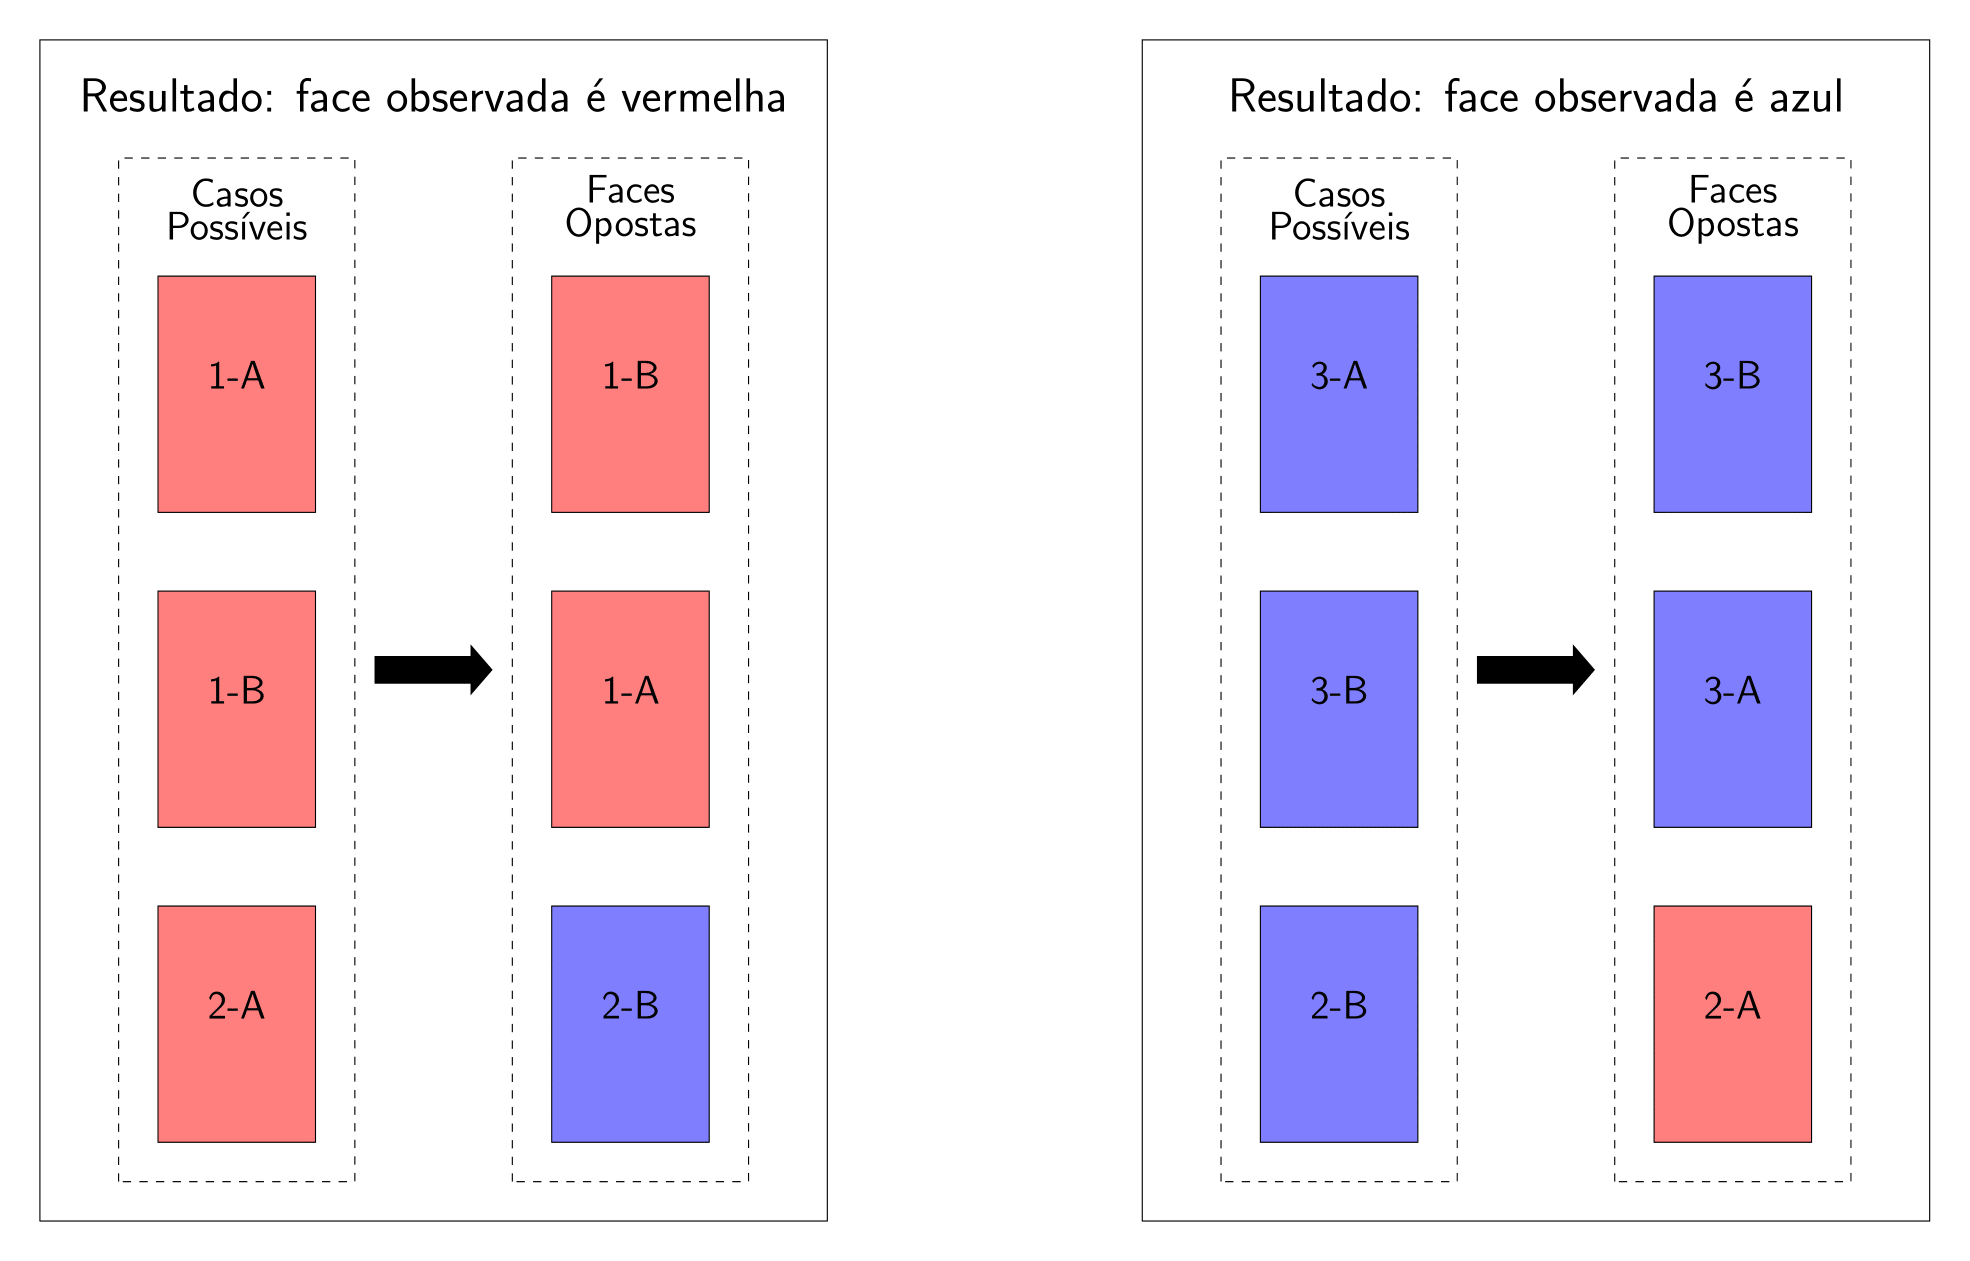 Resultado: face observada é vermelha
Casos
Possíveis
Faces
Opostas
1-A
1-B
1-B
1-A
2-A
2-B
Resultado: face observada é azul
Casos
Possíveis
Faces
Opostas
3-A
3-B
3-B
3-A
2-B
2-A